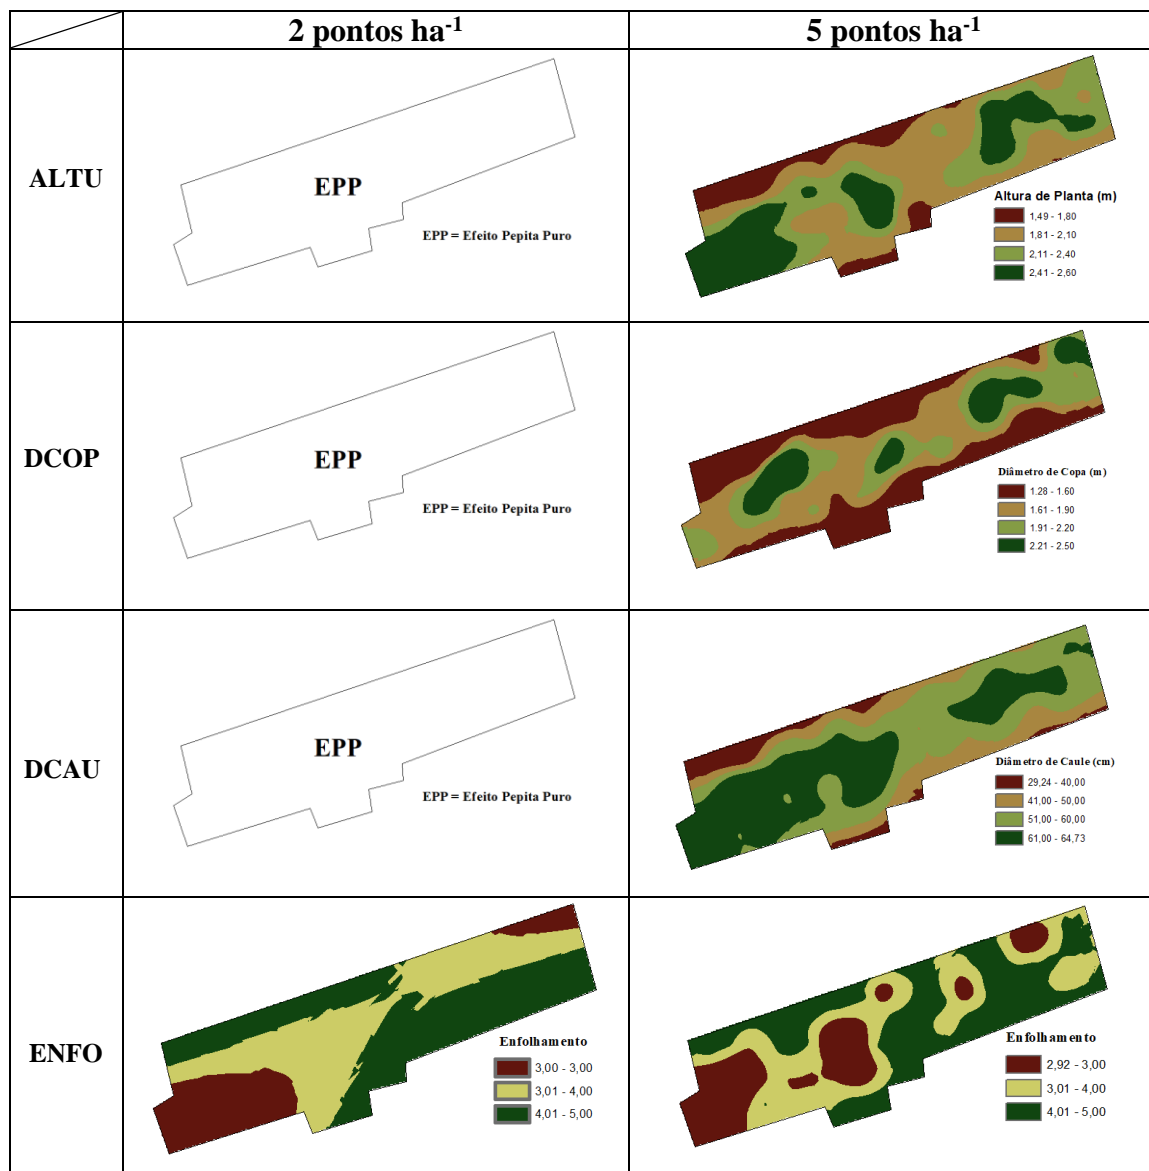 2 pontos ha-1
5 pontos ha-1
ALTU
EPP
EPP = Efeito Pepita Puro
Altura de Planta (m)
1,49 - 1,80
1,81 - 2,10
2,11 - 2,40
2,41 - 2,60
DCOP
EPP
EPP = Efeito Pepita Puro
Diâmetro de Copa (m)
1.28 - 1.60
1.61 - 1.90
1.91 - 2.20
2.21 - 2.50
DCAU
EPP
EPP = Efeito Pepita Puro
Diâmetro de Caule (cm)
29,24 - 40,00
41,00 - 50,00
51,00 - 60,00
61,00 - 64,73
ENFO
Enfolhamento
3,00 - 3,00
3,01 - 4,00
4,01 - 5,00
Enfolhamento
2,92 - 3,00
3,01 - 4,00
4,01 - 5,00